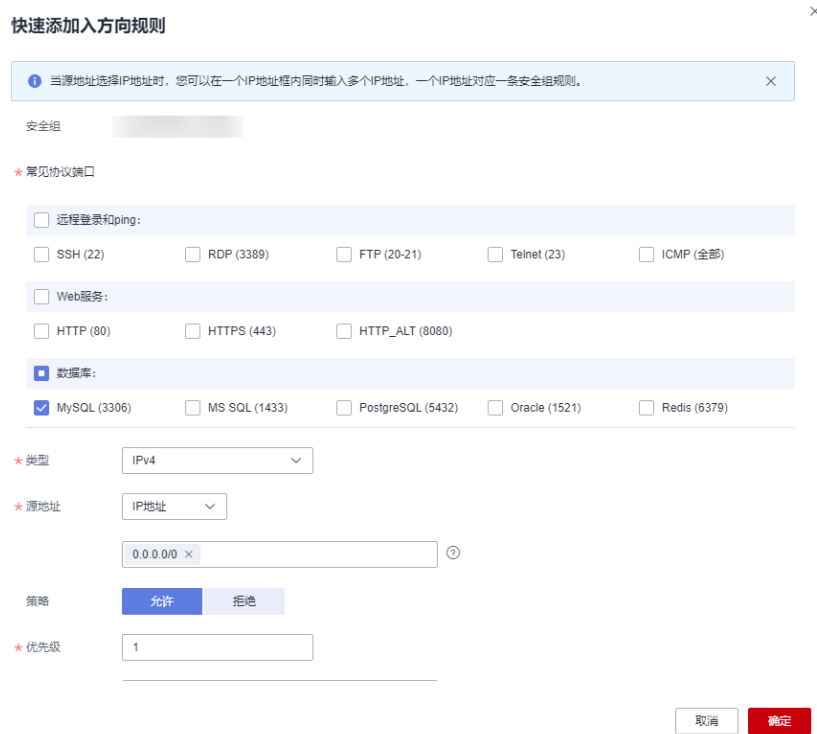 快速添加入方向规则
当源地址选择IP地址时，您可以在一个IP地址框内同时输入多个IP地址，一个IP地址对应一条安全组规则。
安全组
* 常见协议端口
远程登录和ping：
SSH (22) RDP (3389) FTP (20-21) Telnet (23) ICMP (全部)
Web服务：
HTTP (80) HTTPS (443) HTTP_ALT (8080)
数据库：
MySQL (3306) MS SQL (1433) PostgreSQL (5432) Oracle (1521) Redis (6379)
* 类型 IPv4
* 源地址 IP地址
0.0.0.0/0 ×
策略 允许 拒绝
* 优先级 1
取消 确定